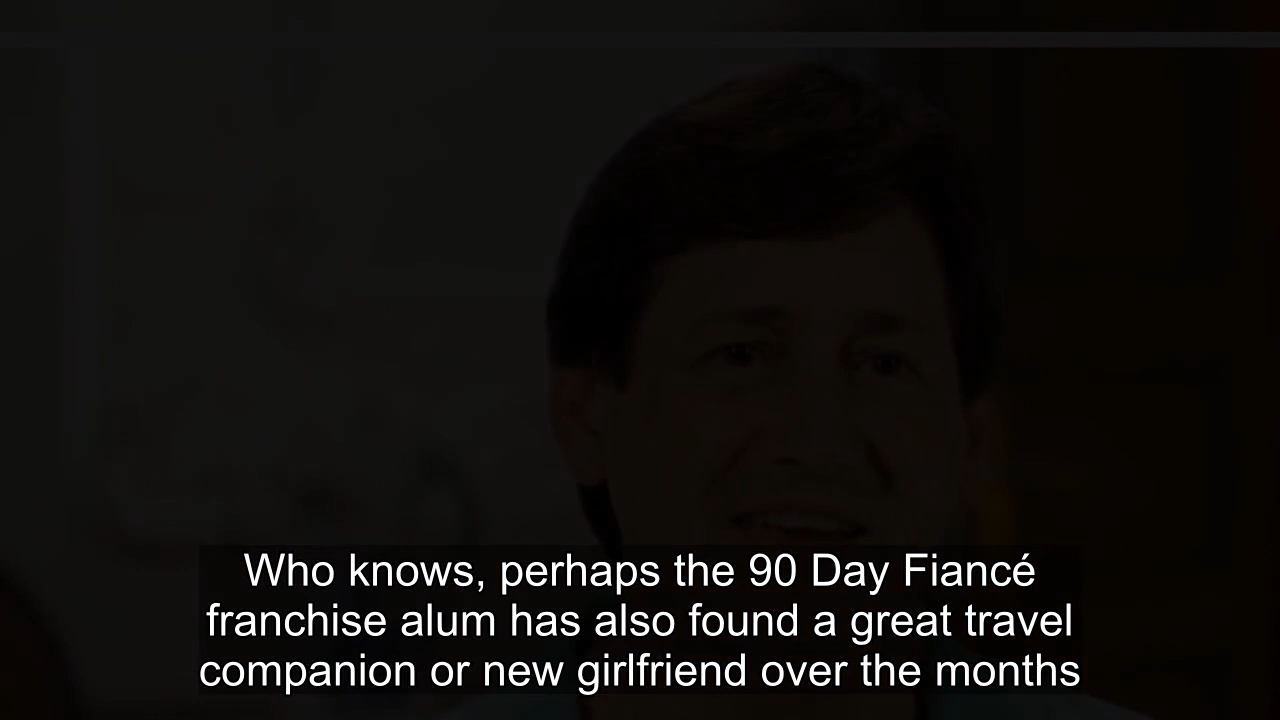 Who knows, perhaps the 90 Day Fiancé
franchise alum has also found a great travel
companion or new girlfriend over the months